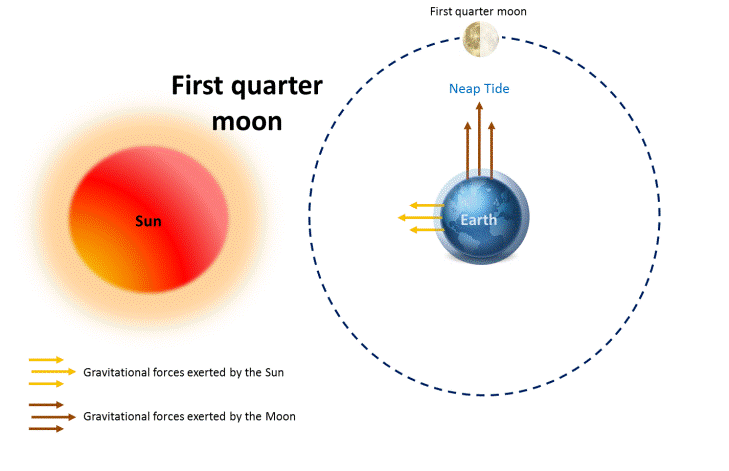 First quarter moon
First quarter
moon
Neap Tide
Sun
Earth
Gravitational forces exerted by the Sun
Gravitational forces exerted by the Moon